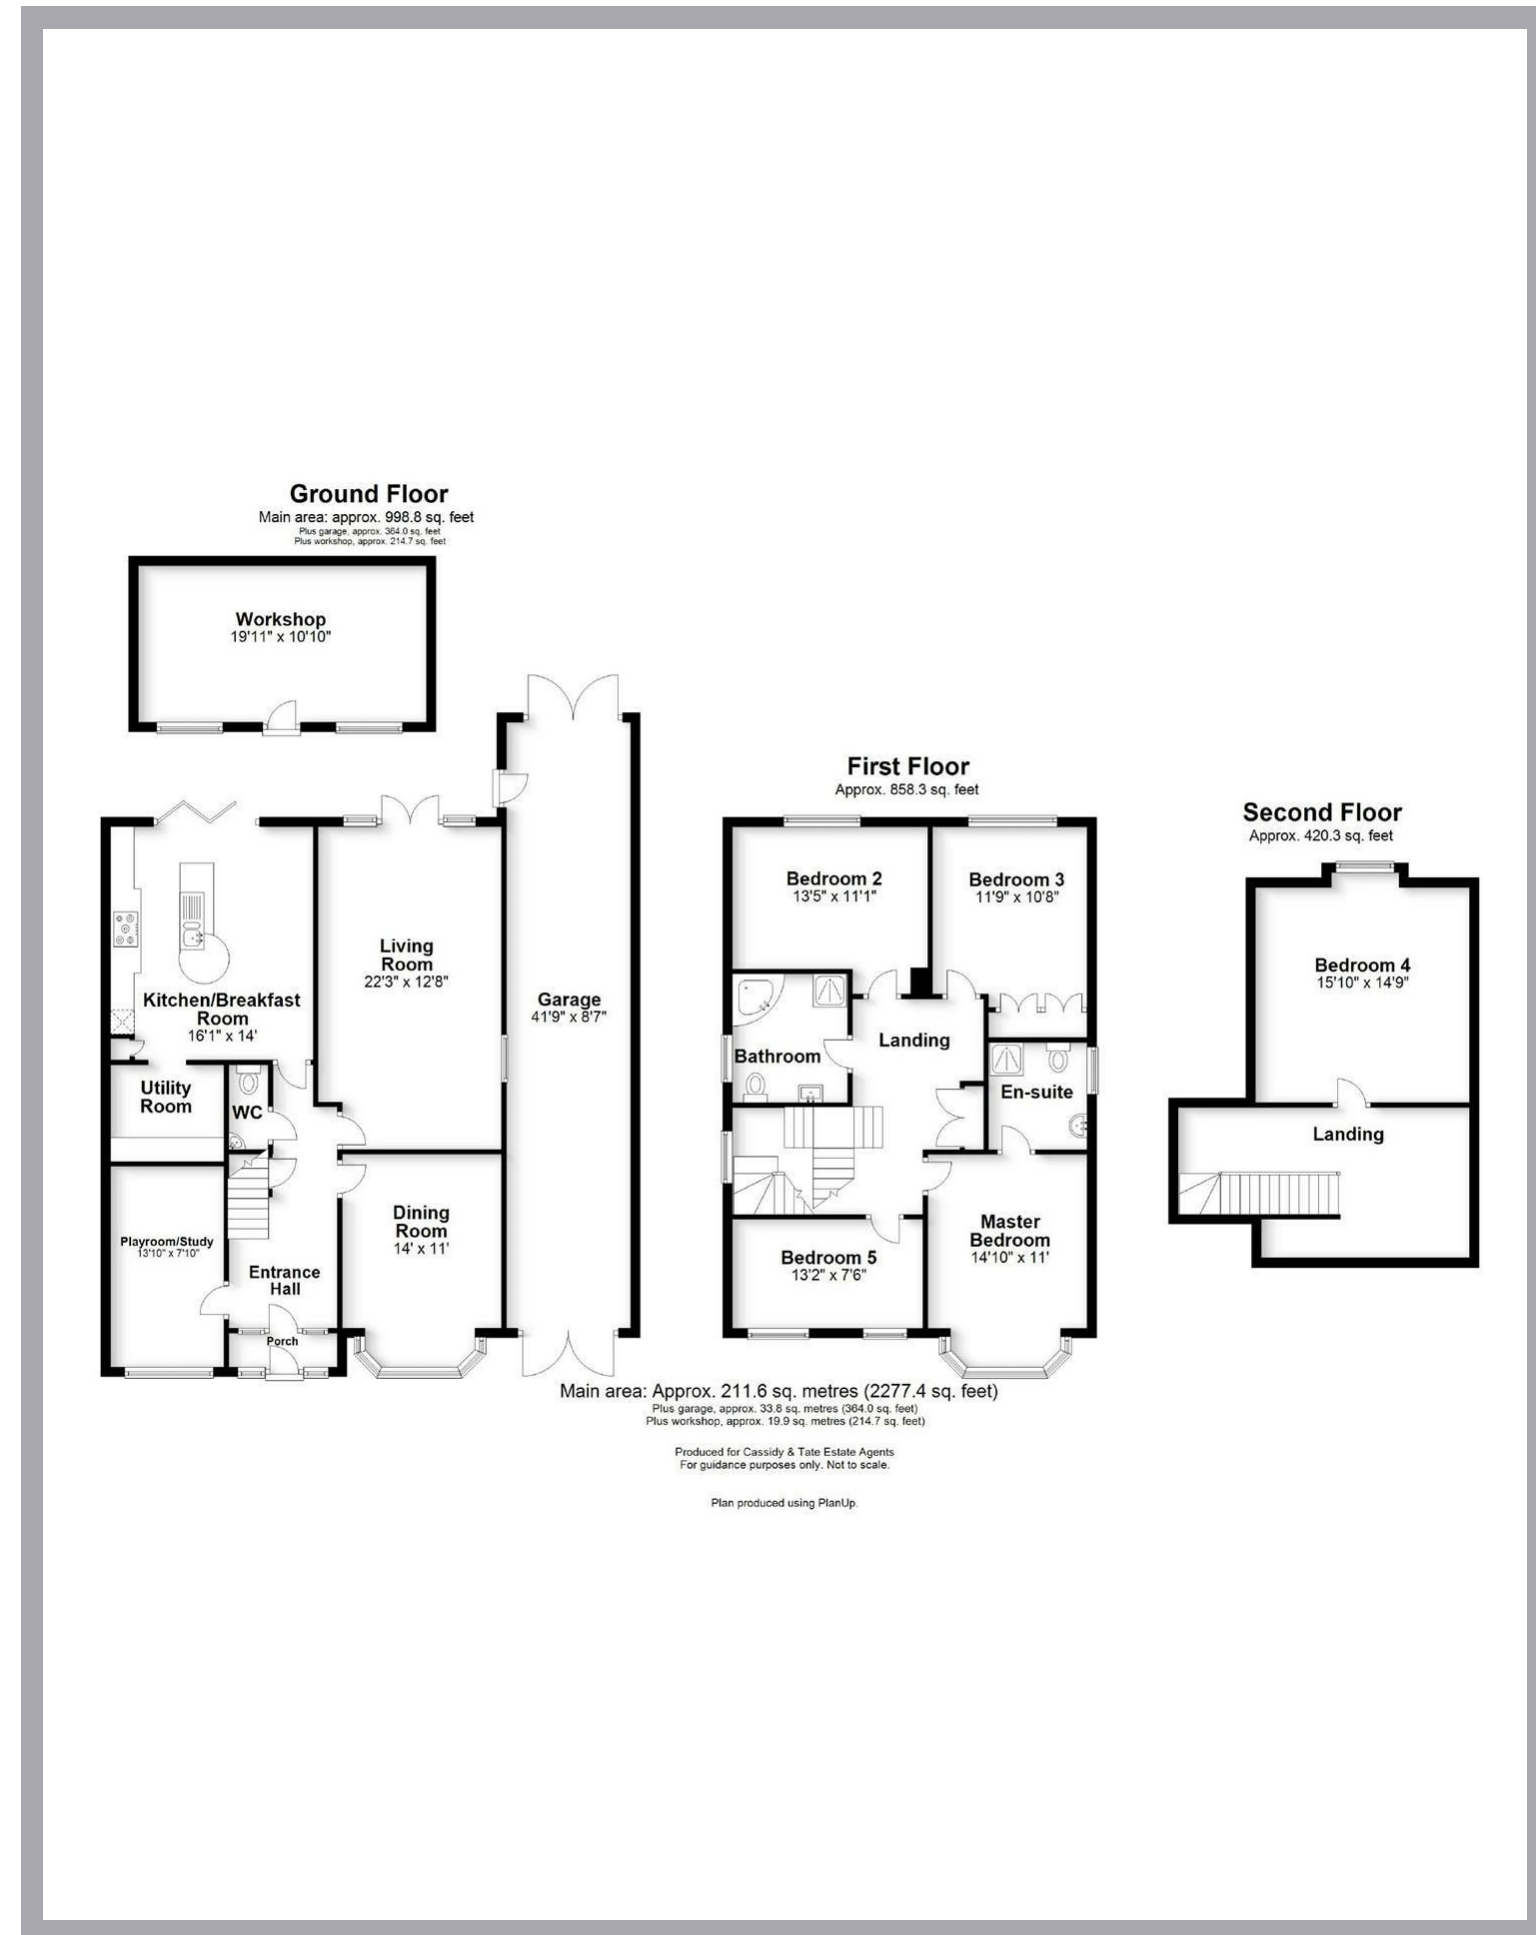 Ground Floor
Main area: approx. 998.8 sq. feet
Plus garage, approx. 364.0 sq. feet
Plus workshop, approx. 214.7 sq. feet
Workshop
19'11" x 10'10"
Living
Room
22'3" x 12'8"
Kitchen/Breakfast
Room
16'1" x 14'
Garage
41'9" x 8'7"
Utility
Room
WC
Playroom/Study
13'10" x 7'10"
Dining
Room
14' x 11'
Entrance
Hall
Porch
First Floor
Approx. 858.3 sq. feet
Bedroom 2
13'5" x 11'1"
Bedroom 3
11'9" x 10'8"
Landing
Bathroom
En-suite
Master
Bedroom
14'10" x 11'
Bedroom 5
13'2" x 7'6"
Second Floor
Approx. 420.3 sq. feet
Bedroom 4
15'10" x 14'9"
Landing
Main area: Approx. 211.6 sq. metres (2277.4 sq. feet)
Plus garage, approx. 33.8 sq. metres (364.0 sq. feet)
Plus workshop, approx. 19.9 sq. metres (214.7 sq. feet)
Produced for Cassidy & Tate Estate Agents
For guidance purposes only. Not to scale.
Plan produced using PlanUp.